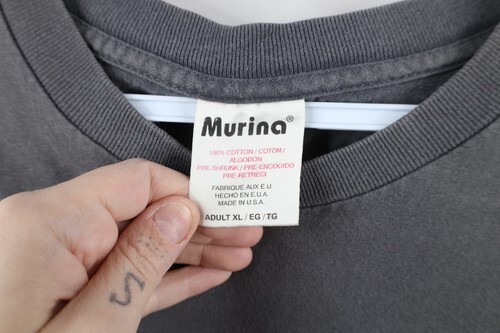 Murina®
100% COTTON / COTON /
ALGODON
PRE-SHRUNK / PRE-ENCOGIDO
PRE-RETRECI
FABRIQUE AUX E.U.
HECHO EN E.U.A.
MADE IN U.S.A.
ADULT XL / EG / TG